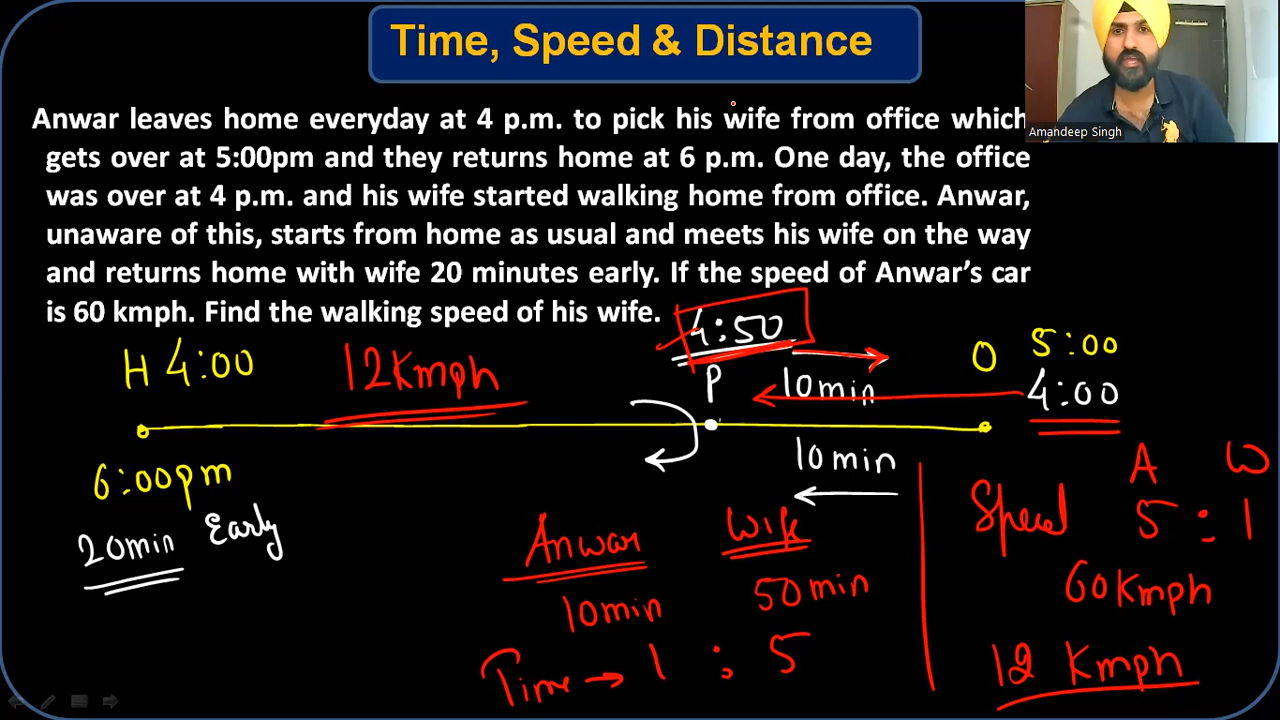 Time, Speed & Distance
Amandeep Singh
Anwar leaves home everyday at 4 p.m. to pick his wife from office which
gets over at 5:00pm and they returns home at 6 p.m. One day, the office
was over at 4 p.m. and his wife started walking home from office. Anwar,
unaware of this, starts from home as usual and meets his wife on the way
and returns home with wife 20 minutes early. If the speed of Anwar's car
is 60 kmph. Find the walking speed of his wife.
4:50
H 4:00
12Kmph
P
10min
O
5:00
4:00
6:00pm
10min
20min Early
A W
Speed 5 : 1
Anwar Wife
10min 50min
60Kmph
Time → 1 : 5
12 Kmph